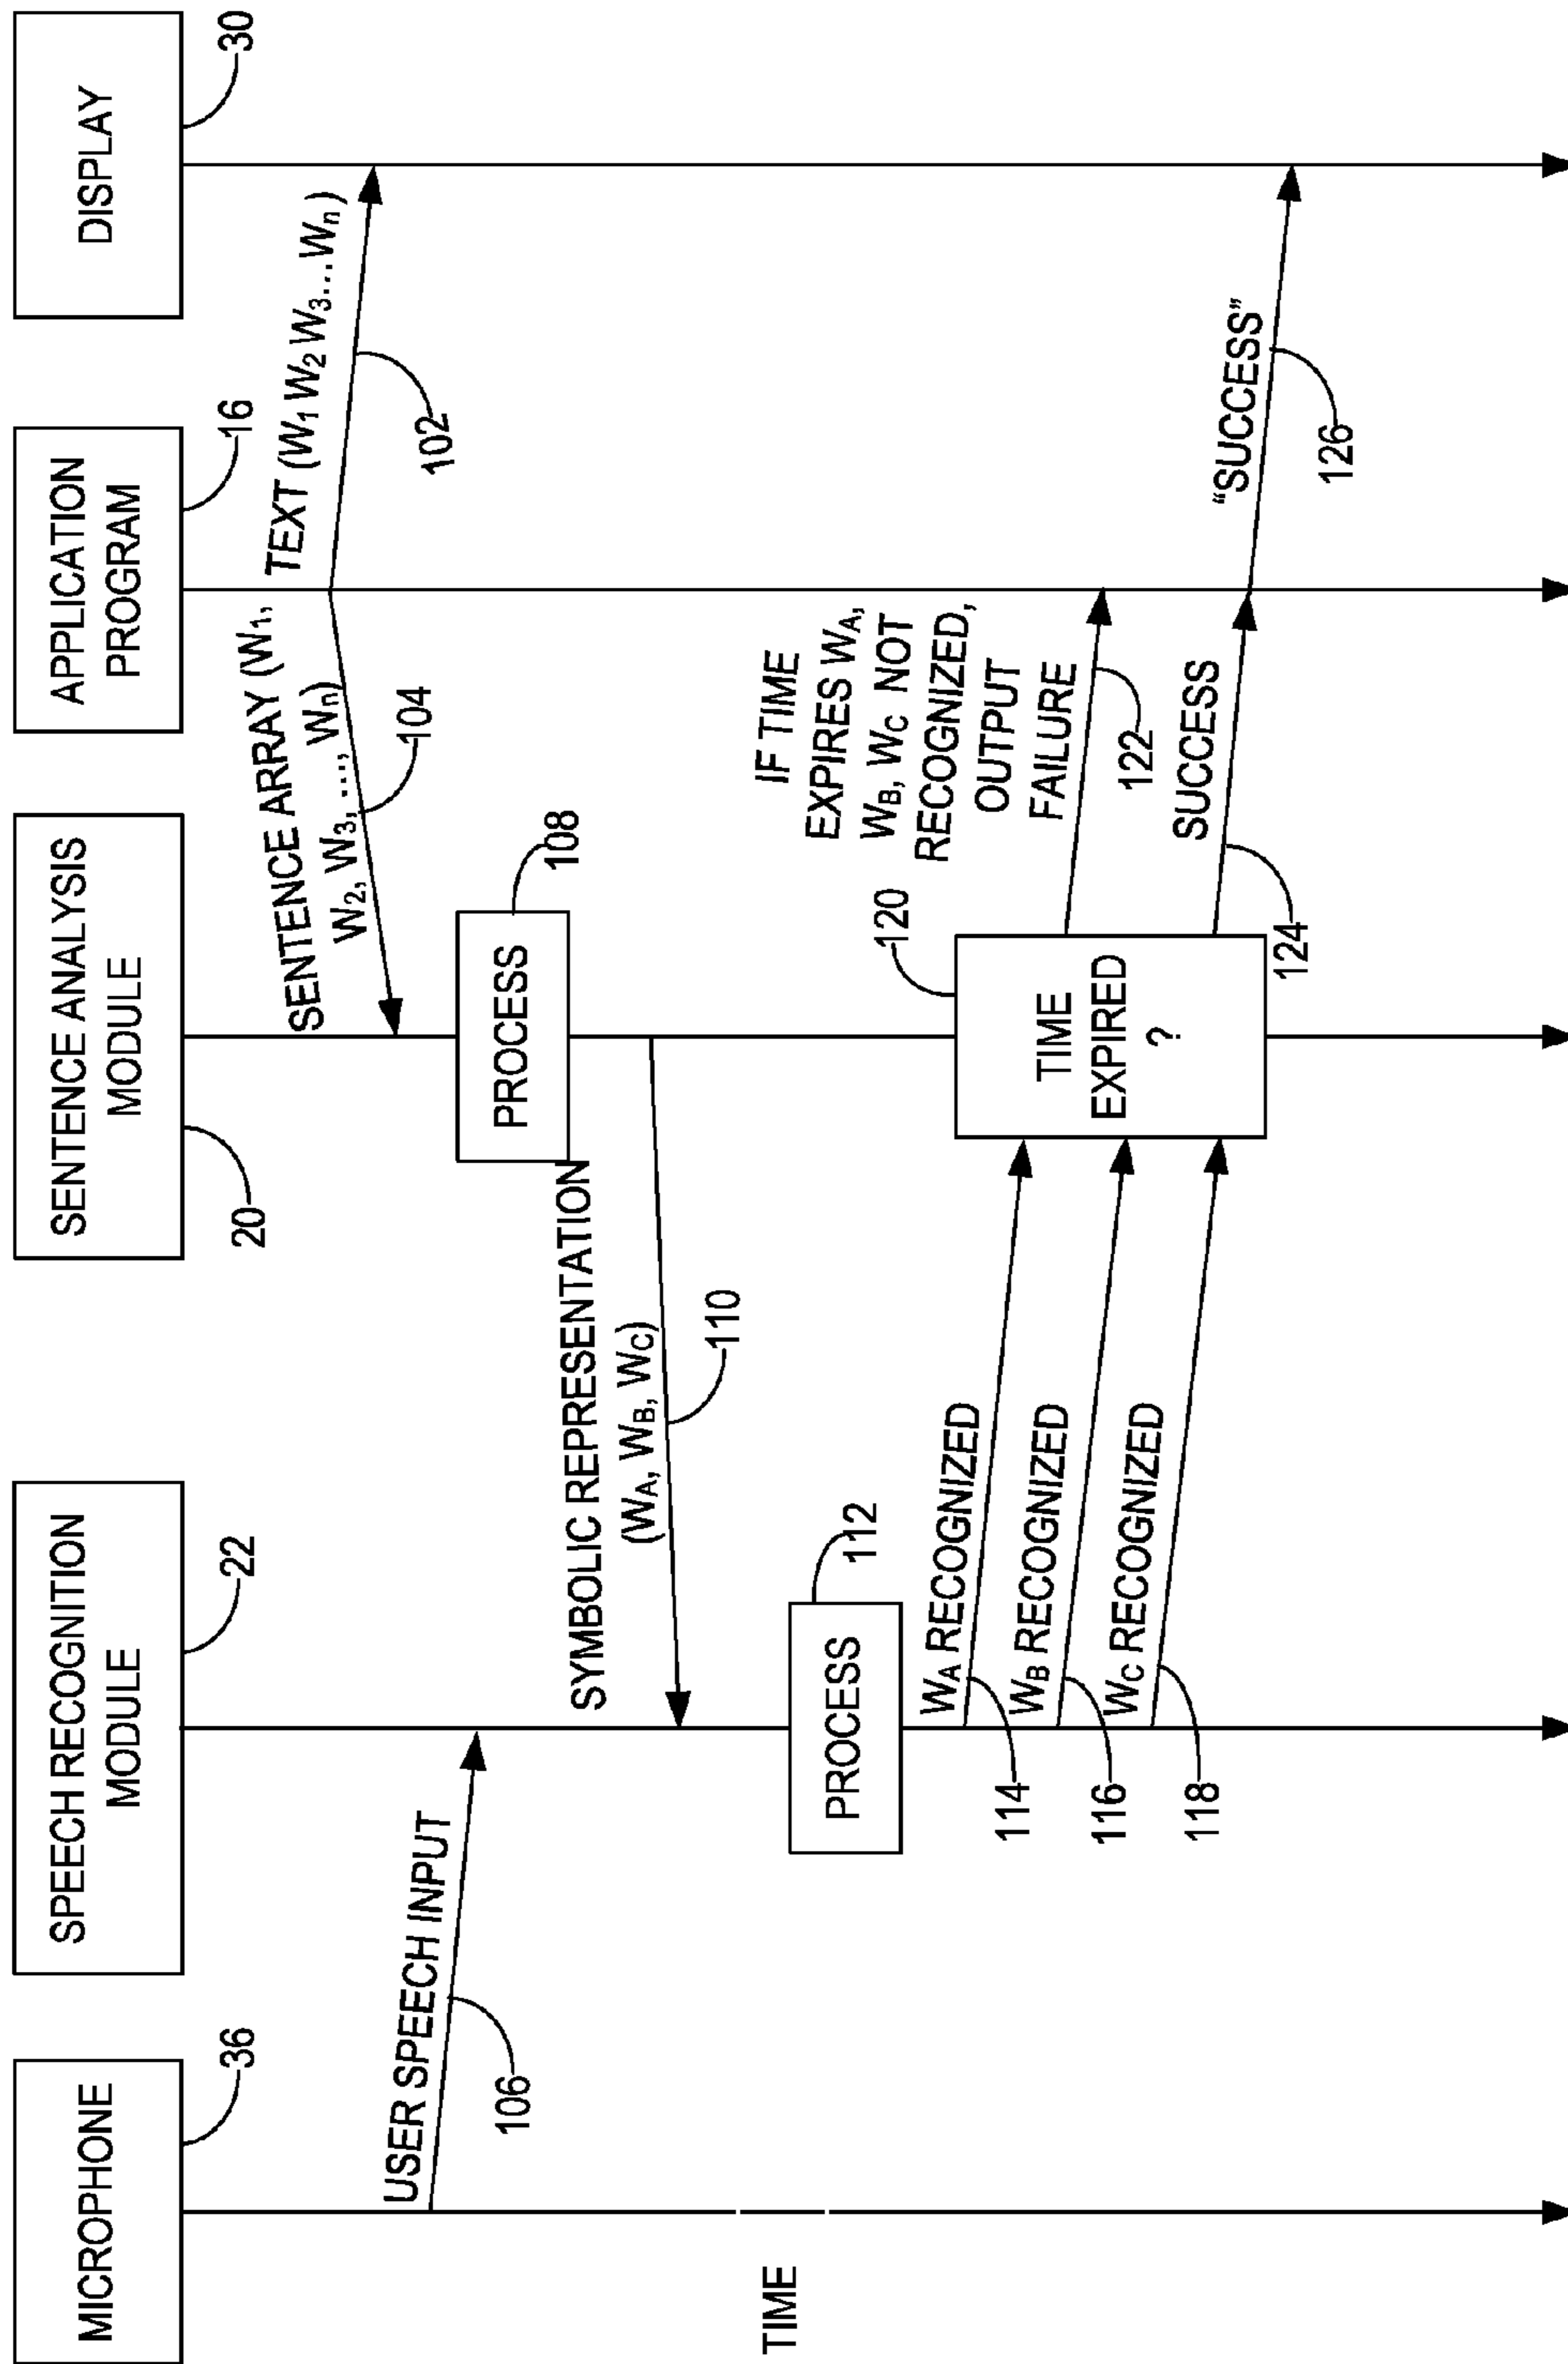 MICROPHONE
36
SPEECH RECOGNITION
MODULE
22
SENTENCE ANALYSIS
MODULE
20
APPLICATION
PROGRAM
16
DISPLAY
30
SENTENCE ARRAY (W1,
W2, W3, ..., Wn)
104
TEXT (W1 W2 W3...Wn)
102
USER SPEECH INPUT
106
PROCESS
108
SYMBOLIC REPRESENTATION
(WA, WB, WC)
110
TIME
PROCESS
112
WA RECOGNIZED
114
WB RECOGNIZED
116
WC RECOGNIZED
118
TIME
EXPIRED
?
120
IF TIME
EXPIRES WA,
WB, WC NOT
RECOGNIZED,
OUTPUT
FAILURE
122
SUCCESS
124
“SUCCESS”
126